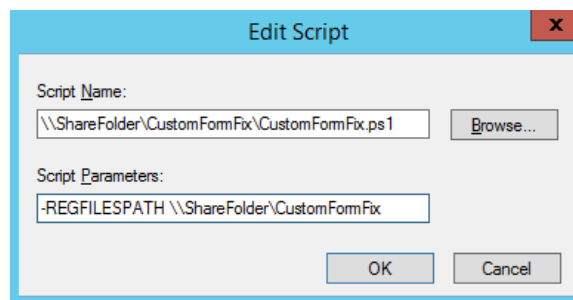 Edit Script
x
Script Name:
\\ShareFolder\CustomFormFix\CustomFormFix.ps1
Browse...
Script Parameters:
-REGFILESPATH \\ShareFolder\CustomFormFix
OK
Cancel